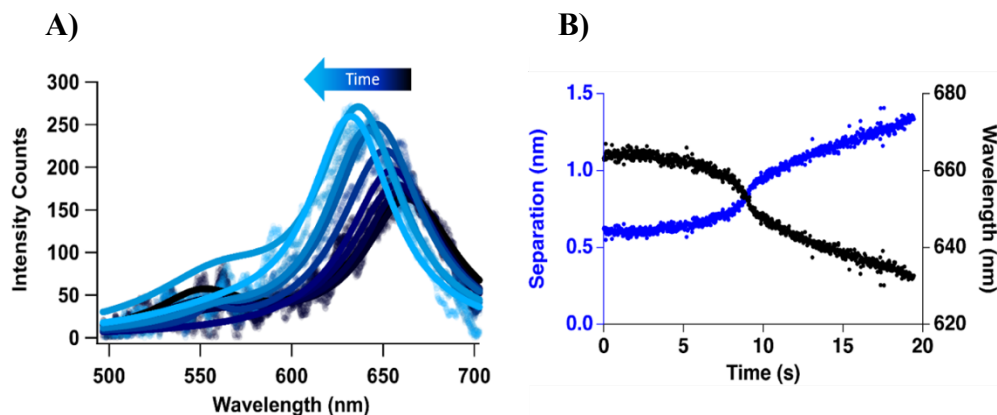 A)
B)
Time
Intensity Counts
300
250
200
150
100
50
0
500
550
600
650
700
Wavelength (nm)
Separation (nm)
1.5
1.0
0.5
0.0
680
660
640
620
Wavelength
(nm)
0
5
10
15
20
Time (s)